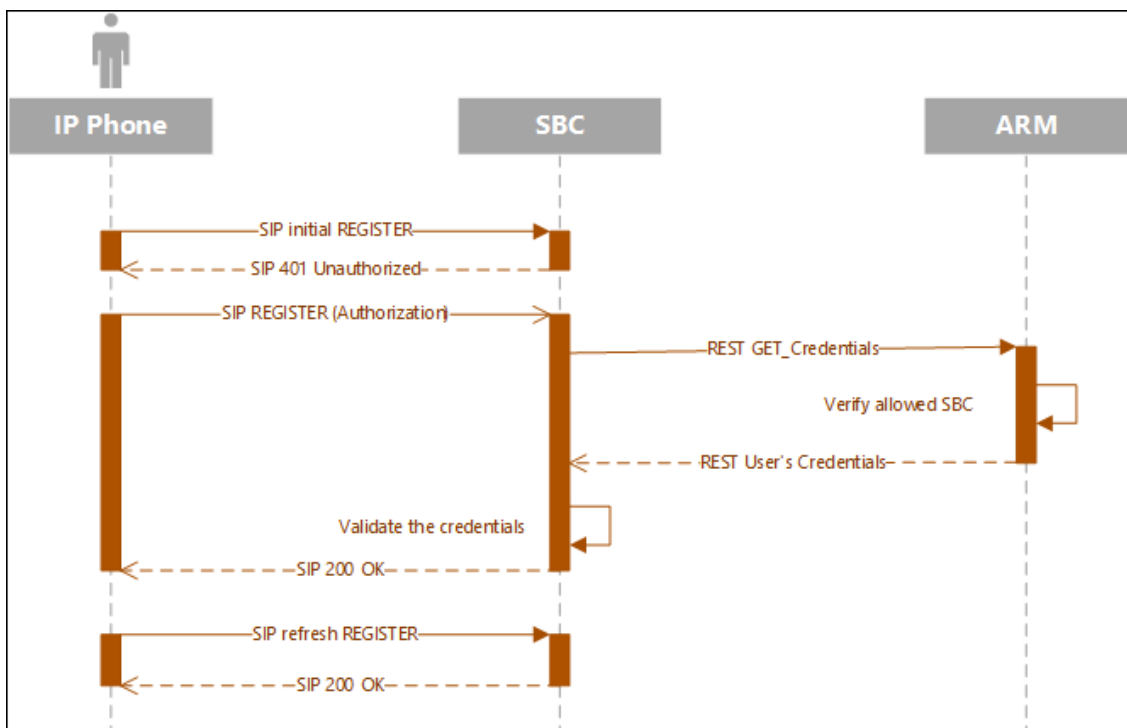 IP Phone
SBC
ARM
SIP initial REGISTER
SIP 401 Unauthorized
SIP REGISTER (Authorization)
REST GET_Credentials
Verify allowed SBC
REST User's Credentials
Validate the credentials
SIP 200 OK
SIP refresh REGISTER
SIP 200 OK